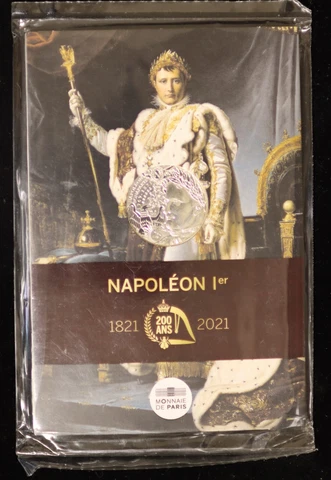 NAPOLÉON Ier
1821 200 ANS 2021
MONNAIE
DE PARIS